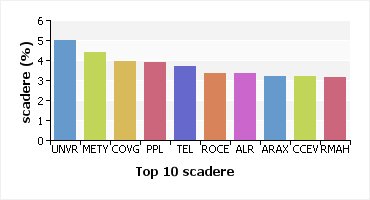 scadere (%)
6
5
4
3
2
1
0
UNVR METY COVG PPL TEL ROCE ALR ARAX CCEV RMAH
Top 10 scadere